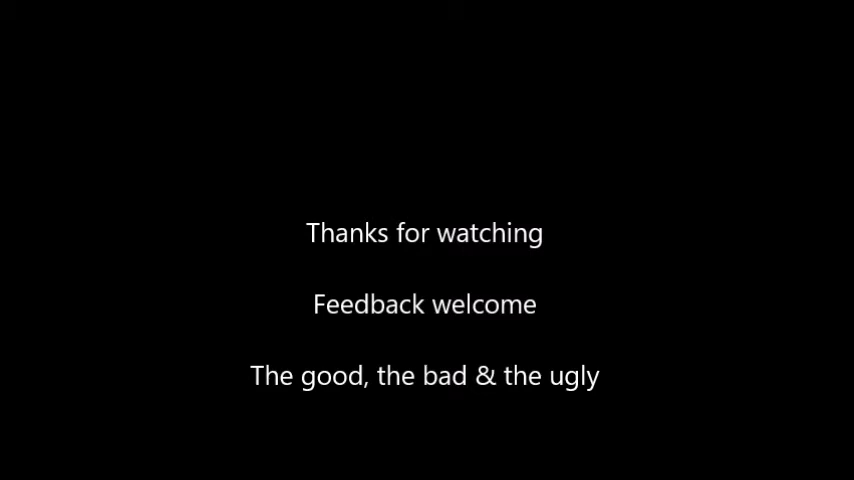 Thanks for watching
Feedback welcome
The good, the bad & the ugly